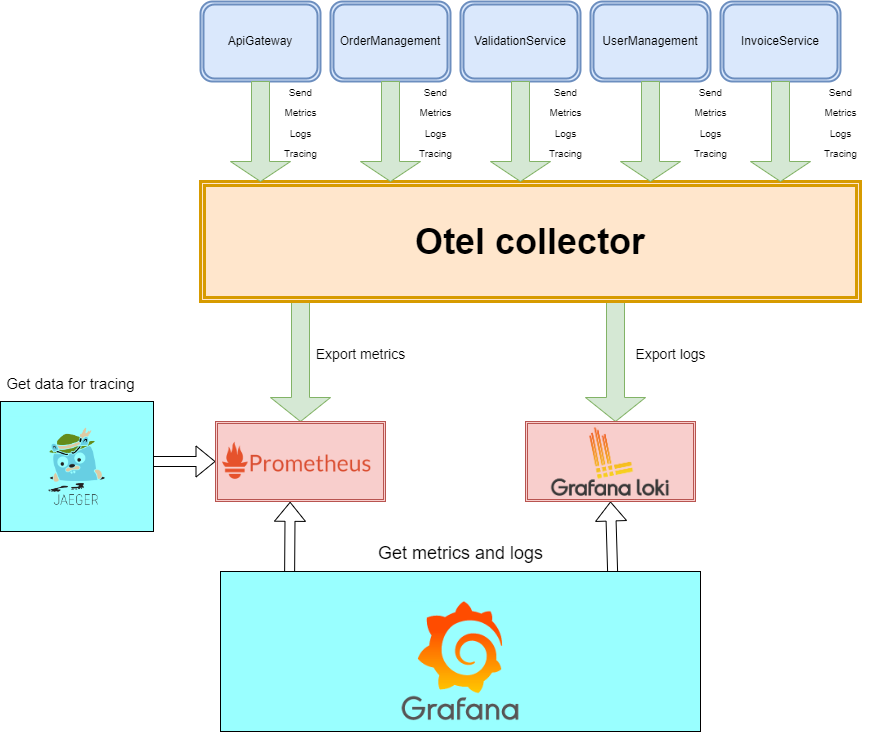 ApiGateway
OrderManagement
ValidationService
UserManagement
InvoiceService
Send
Metrics
Logs
Tracing
Send
Metrics
Logs
Tracing
Send
Metrics
Logs
Tracing
Send
Metrics
Logs
Tracing
Send
Metrics
Logs
Tracing
Otel collector
Export metrics
Export logs
Get data for tracing
JAEGER
Prometheus
Grafana loki
Get metrics and logs
Grafana